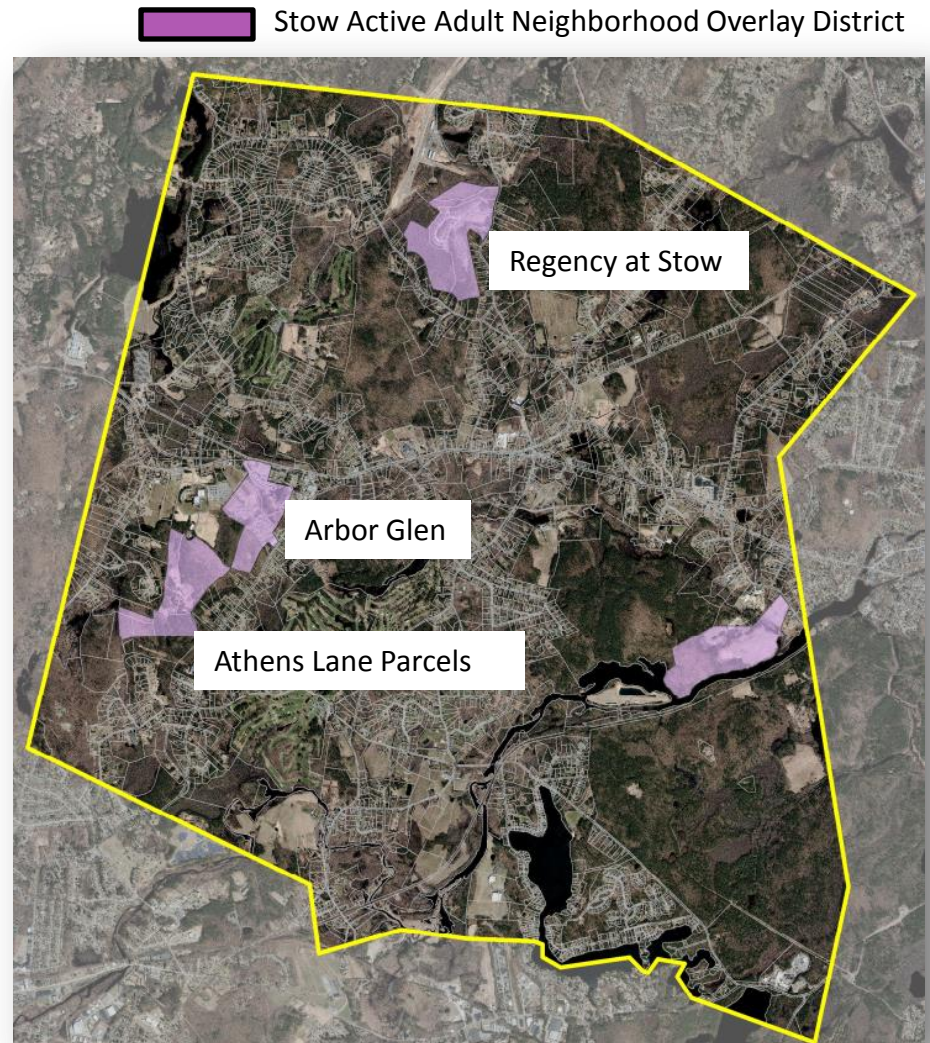 Stow Active Adult Neighborhood Overlay District
Regency at Stow
Arbor Glen
Athens Lane Parcels